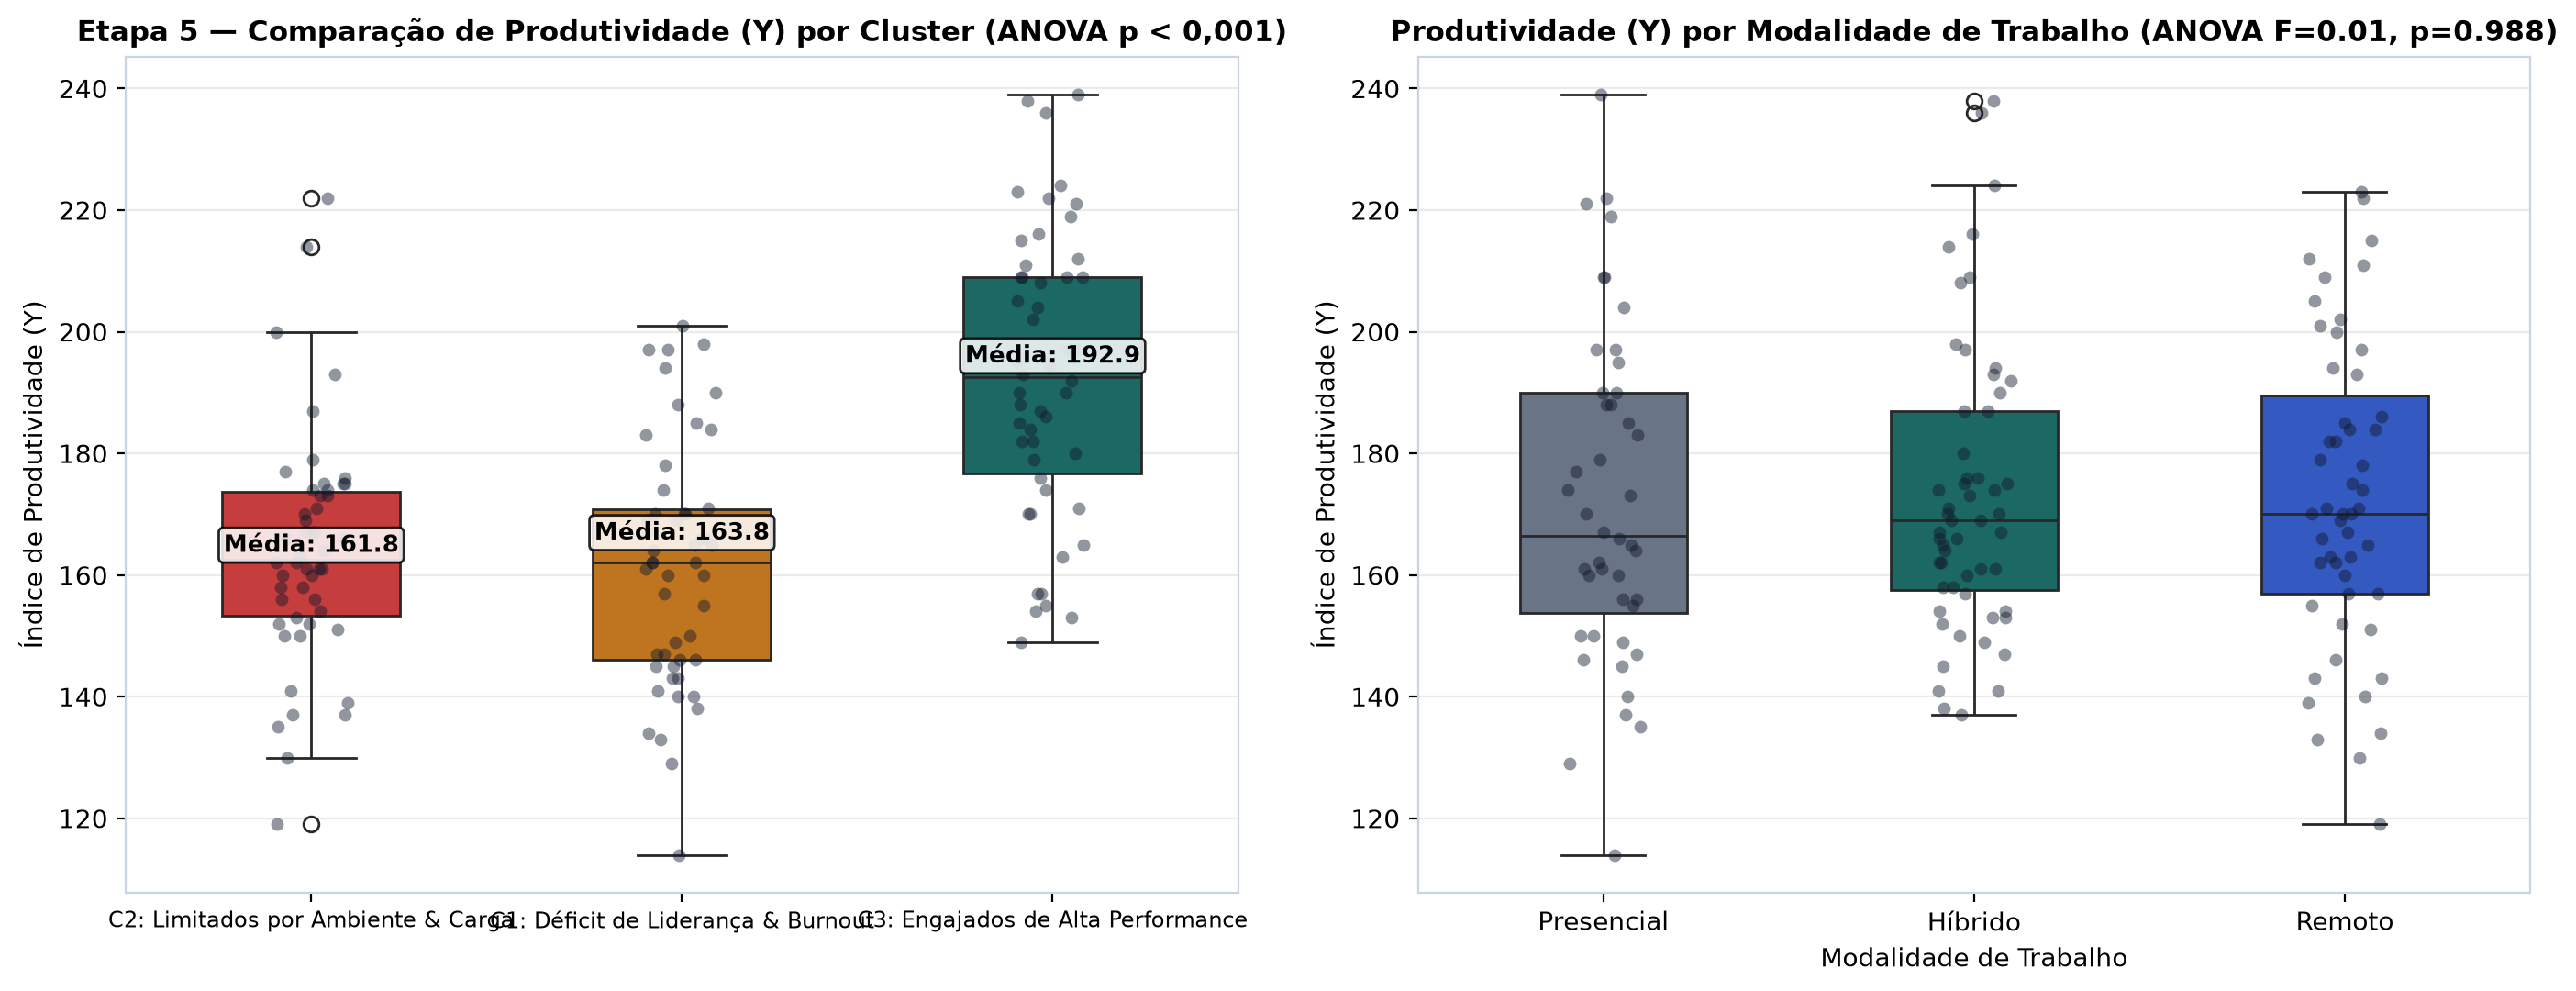 Etapa 5 — Comparação de Produtividade (Y) por Cluster (ANOVA p < 0,001)
Índice de Produtividade (Y)
240
220
200
180
160
140
120
Média: 161.8
Média: 163.8
Média: 192.9
C2: Limitados por Ambiente & Carga
C1: Déficit de Liderança & Burnout
C3: Engajados de Alta Performance
Produtividade (Y) por Modalidade de Trabalho (ANOVA F=0.01, p=0.988)
Índice de Produtividade (Y)
240
220
200
180
160
140
120
Presencial
Híbrido
Remoto
Modalidade de Trabalho